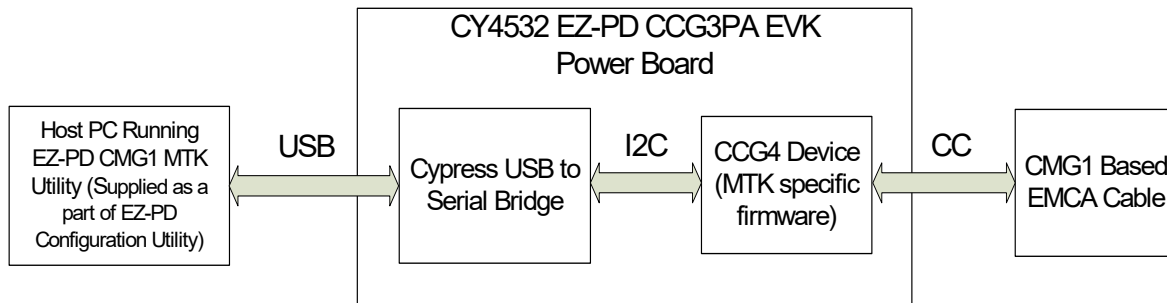 CY4532 EZ-PD CCG3PA EVK
Power Board
Host PC Running
EZ-PD CMG1 MTK
Utility (Supplied as a
part of EZ-PD
Configuration Utility)
USB
Cypress USB to
Serial Bridge
I2C
CCG4 Device
(MTK specific
firmware)
CC
CMG1 Based
EMCA Cable